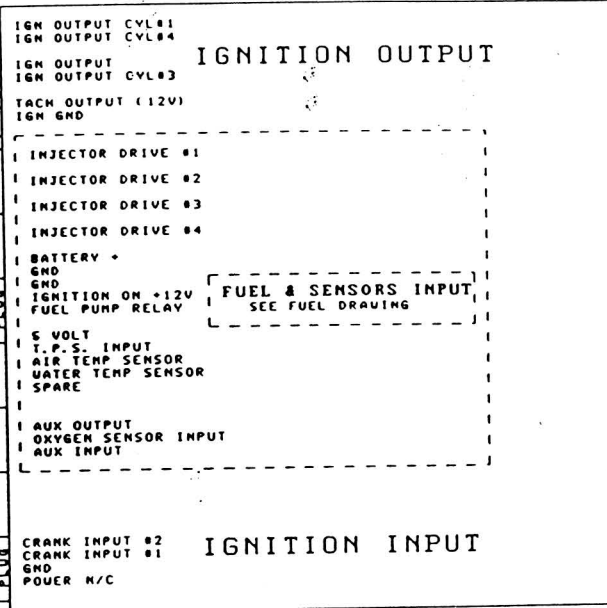 IGN OUTPUT CYL#1
IGN OUTPUT CYL#4
IGNITION OUTPUT
IGN OUTPUT
IGN OUTPUT CYL#3
TACH OUTPUT (12V)
IGN GND
INJECTOR DRIVE #1
INJECTOR DRIVE #2
INJECTOR DRIVE #3
INJECTOR DRIVE #4
BATTERY +
GND
GND
IGNITION ON +12V
FUEL PUMP RELAY
FUEL & SENSORS INPUT
SEE FUEL DRAWING
5 VOLT
T.P.S. INPUT
AIR TEMP SENSOR
WATER TEMP SENSOR
SPARE
AUX OUTPUT
OXYGEN SENSOR INPUT
AUX INPUT
CRANK INPUT #2
CRANK INPUT #1
GND
POWER N/C
IGNITION INPUT
PLUG